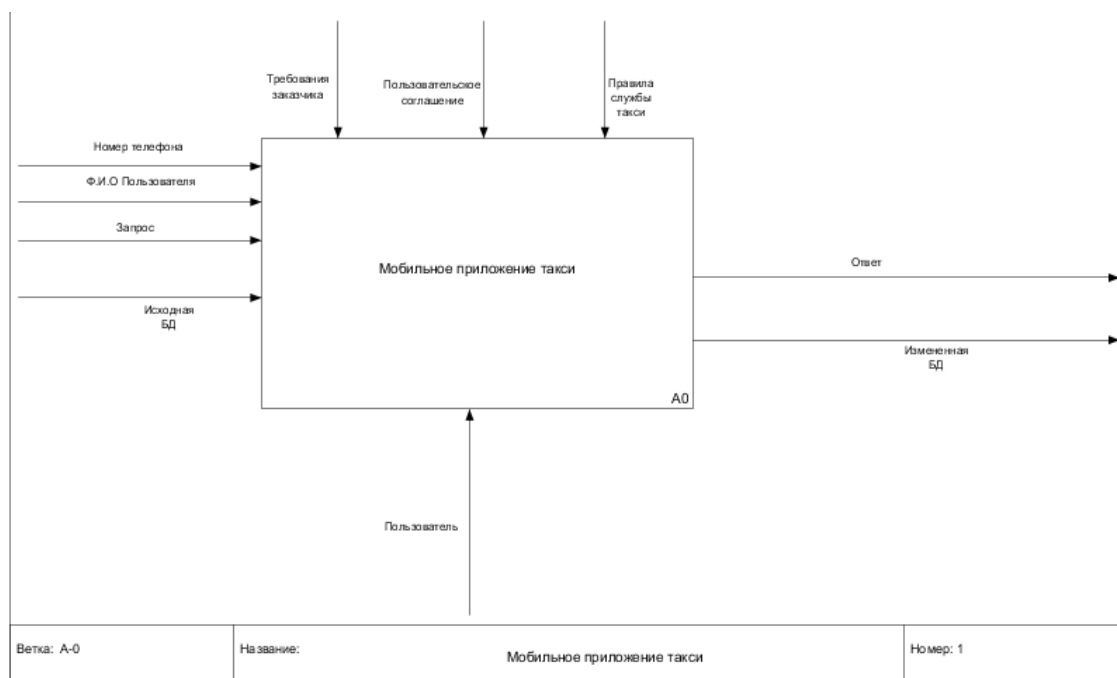 Требования
заказчика
Пользовательское
соглашение
Правила
службы
такси
Номер телефона
Ф.И.О Пользователя
Запрос
Исходная
БД
Мобильное приложение такси
Ответ
Измененная
БД
A0
Пользователь
Ветка: A-0
Название:
Мобильное приложение такси
Номер: 1